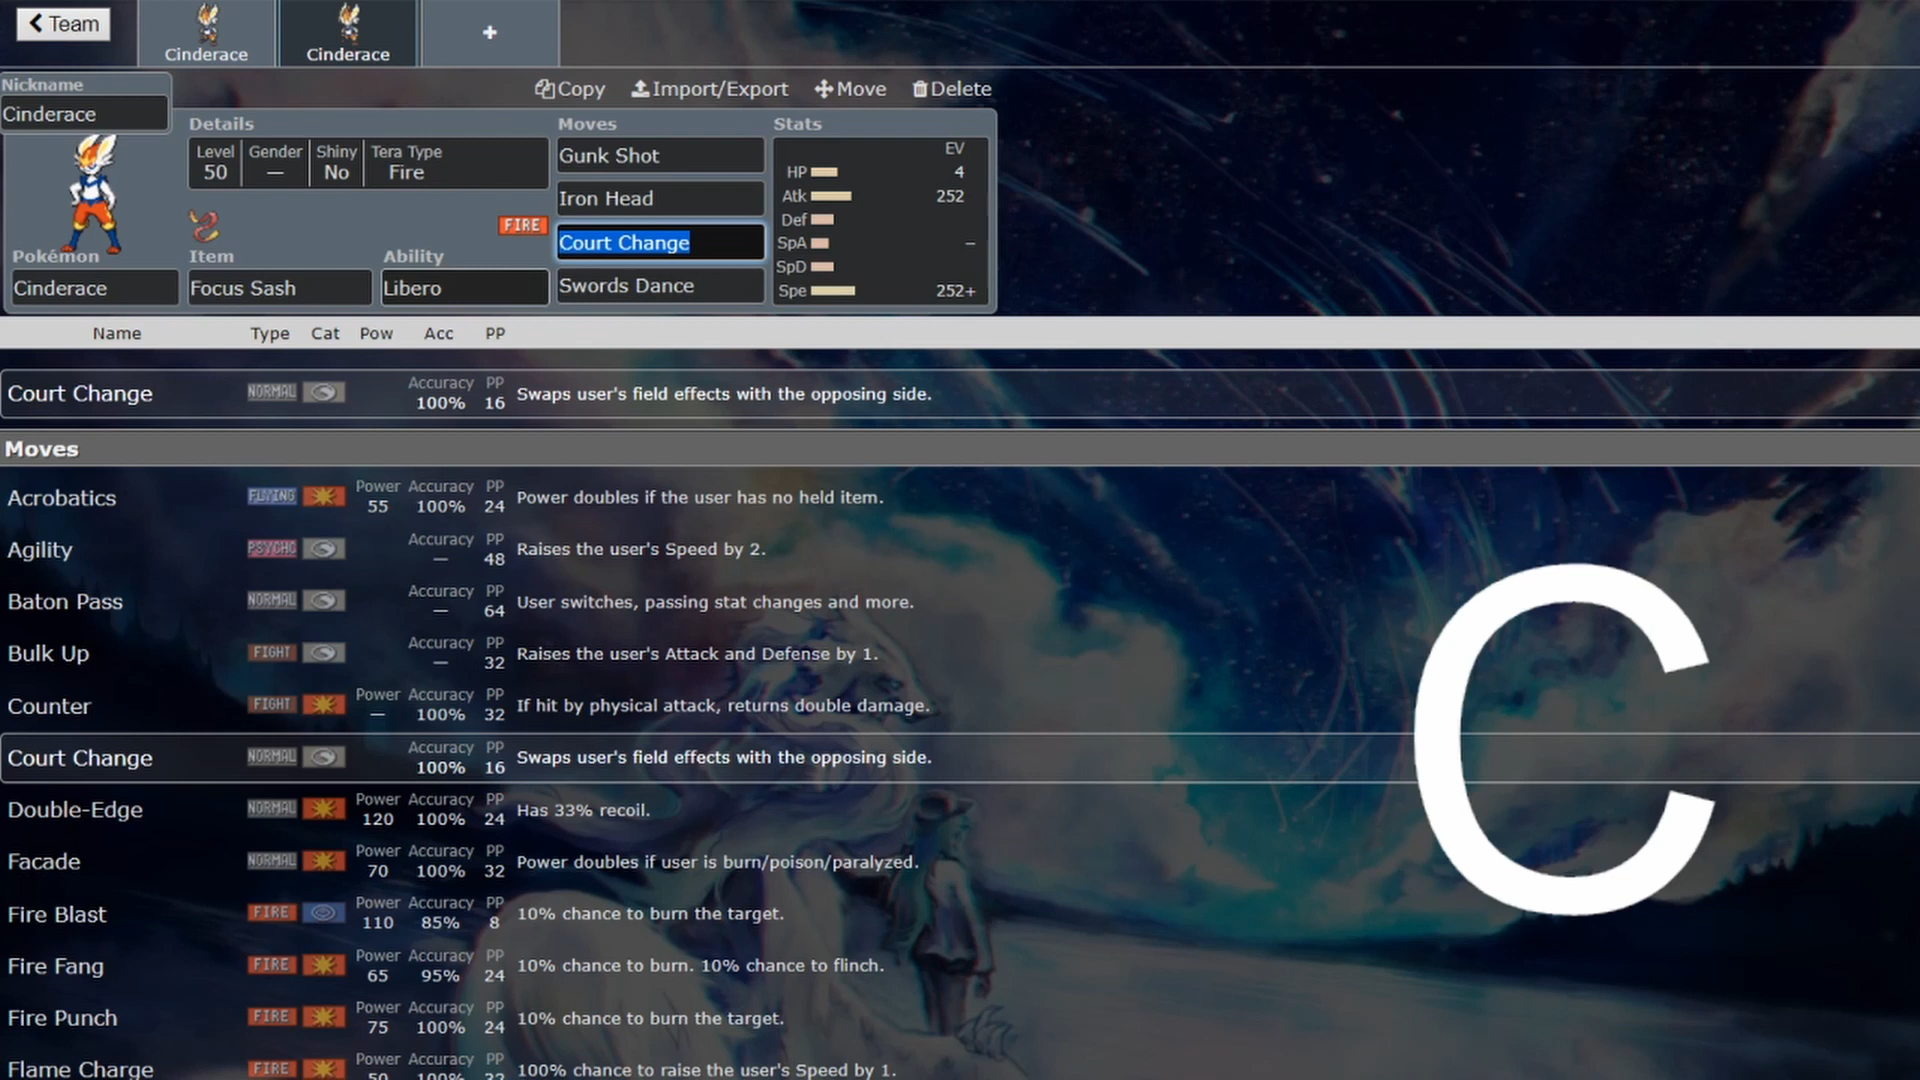 Team
Cinderace
Cinderace
+
Nickname
Cinderace
Copy
Import/Export
Move
Delete
Details
Level
50
Gender
—
Shiny
No
Tera Type
Fire
FIRE
Pokémon
Cinderace
Item
Focus Sash
Ability
Libero
Moves
Gunk Shot
Iron Head
Court Change
Swords Dance
Stats
EV
HP 4
Atk 252
Def
SpA –
SpD
Spe 252+
Name Type Cat Pow Acc PP
Court Change NORMAL Accuracy 100% PP 16 Swaps user's field effects with the opposing side.
Moves
Acrobatics FLYING Power 55 Accuracy 100% PP 24 Power doubles if the user has no held item.
Agility PSYCHC Accuracy — PP 48 Raises the user's Speed by 2.
Baton Pass NORMAL Accuracy — PP 64 User switches, passing stat changes and more.
Bulk Up FIGHT Accuracy — PP 32 Raises the user's Attack and Defense by 1.
Counter FIGHT Power — Accuracy 100% PP 32 If hit by physical attack, returns double damage.
Court Change NORMAL Accuracy 100% PP 16 Swaps user's field effects with the opposing side.
Double-Edge NORMAL Power 120 Accuracy 100% PP 24 Has 33% recoil.
Facade NORMAL Power 70 Accuracy 100% PP 32 Power doubles if user is burn/poison/paralyzed.
Fire Blast FIRE Power 110 Accuracy 85% PP 8 10% chance to burn the target.
Fire Fang FIRE Power 65 Accuracy 95% PP 24 10% chance to burn. 10% chance to flinch.
Fire Punch FIRE Power 75 Accuracy 100% PP 24 10% chance to burn the target.
Flame Charge FIRE Power 50 Accuracy 100% PP 32 100% chance to raise the user's Speed by 1.
C